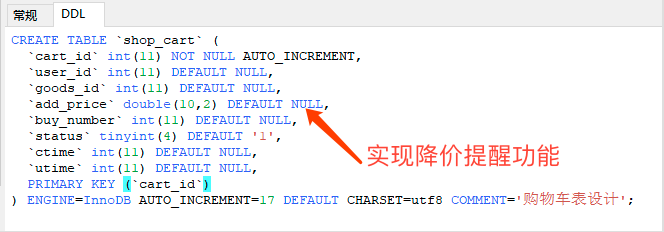 常规 DDL
CREATE TABLE `shop_cart` (
`cart_id` int(11) NOT NULL AUTO_INCREMENT,
`user_id` int(11) DEFAULT NULL,
`goods_id` int(11) DEFAULT NULL,
`add_price` double(10,2) DEFAULT NULL,
`buy_number` int(11) DEFAULT NULL,
`status` tinyint(4) DEFAULT '1',
`ctime` int(11) DEFAULT NULL,
`utime` int(11) DEFAULT NULL,
PRIMARY KEY (`cart_id`)
) ENGINE=InnoDB AUTO_INCREMENT=17 DEFAULT CHARSET=utf8 COMMENT='购物车表设计';
实现降价提醒功能